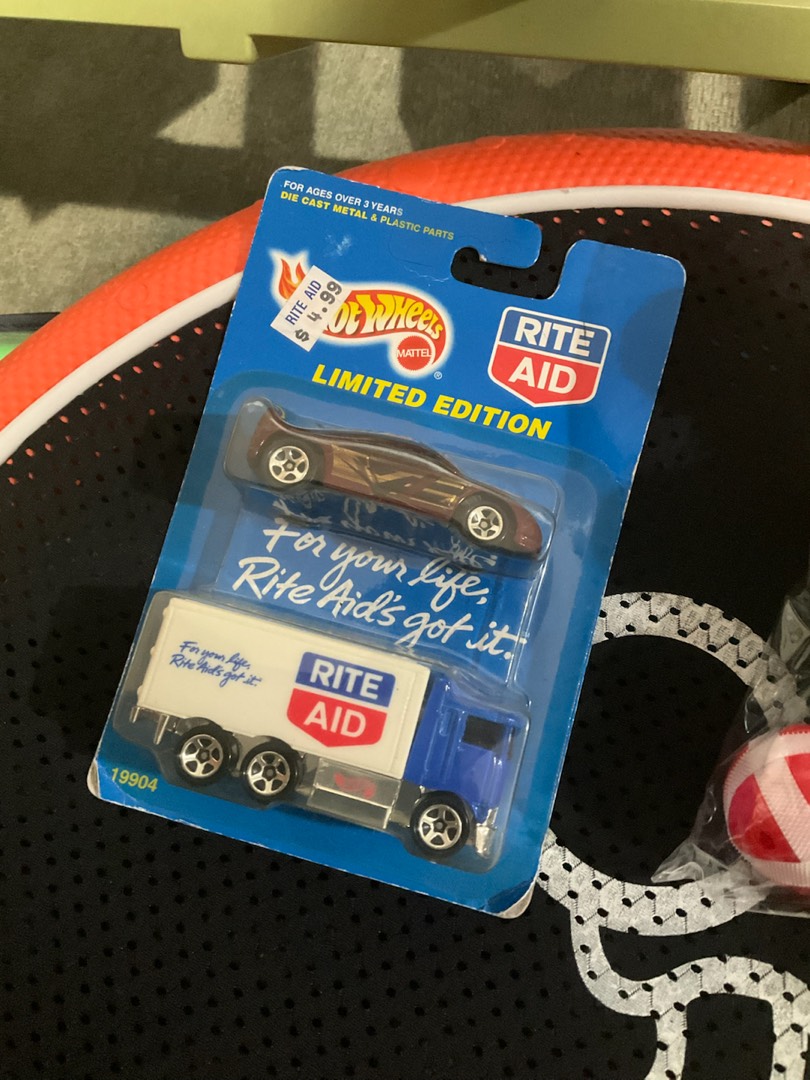 FOR AGES OVER 3 YEARS
DIE CAST METAL & PLASTIC PARTS
RITE AID
$ 4.99
Hot Wheels
MATTEL
®
RITE
AID
LIMITED EDITION
For your life,
Rite Aid's got it.
For your life,
Rite Aid's got it.
RITE
AID
19904